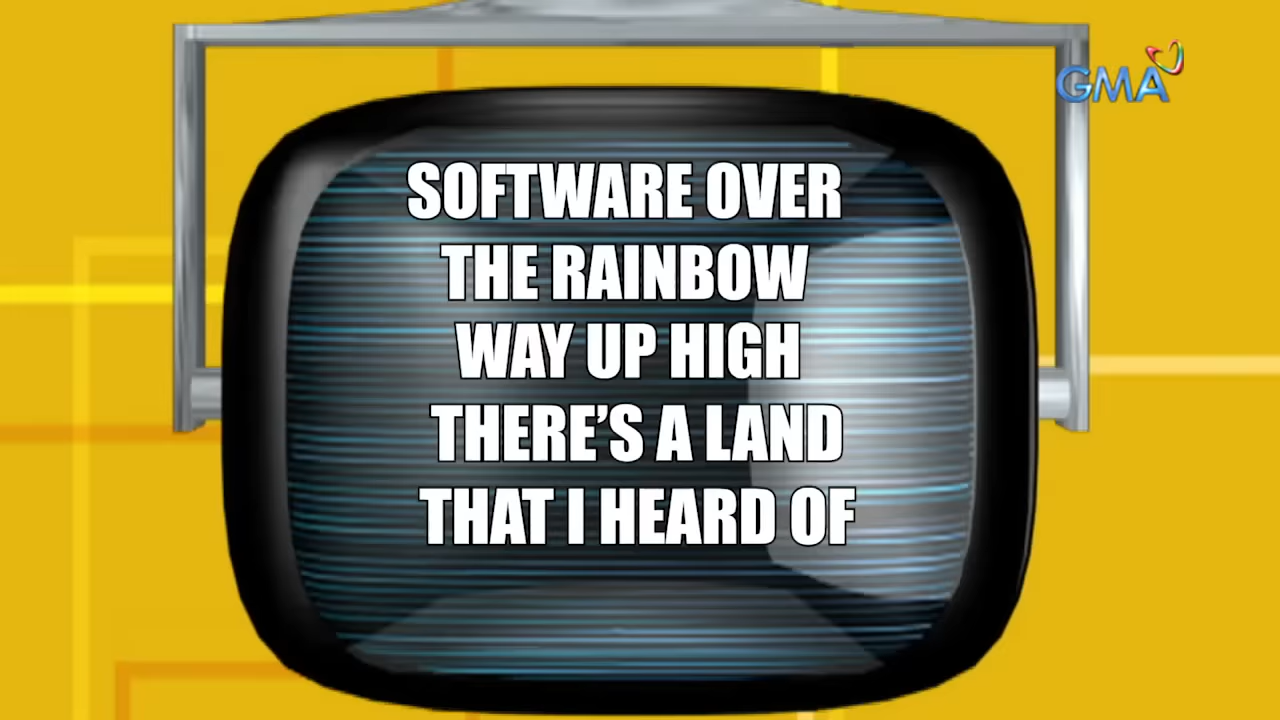 GMA
SOFTWARE OVER
THE RAINBOW
WAY UP HIGH
THERE’S A LAND
THAT I HEARD OF